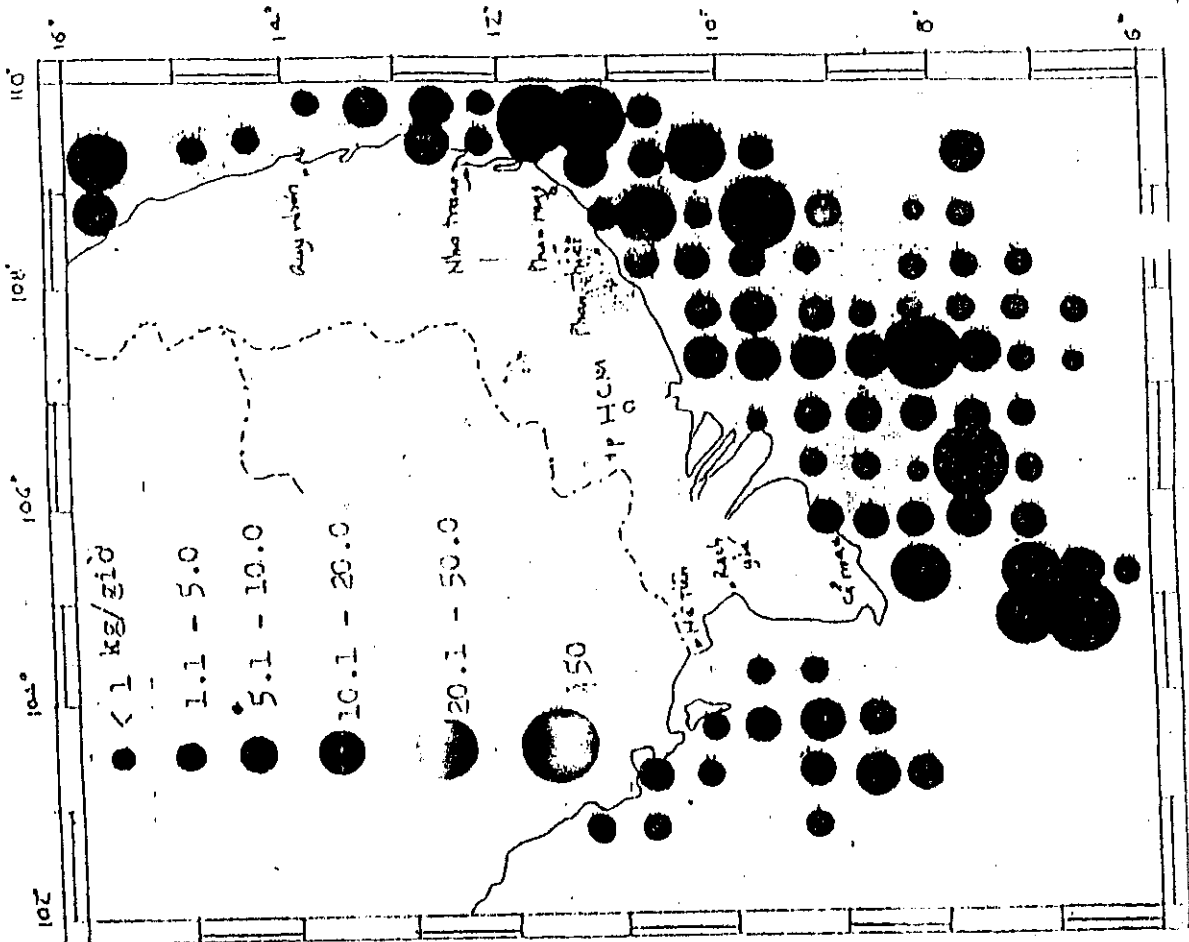 102°
104°
106°
108°
110°
16°
14°
12°
10°
8°
6°
< 1 kg/giờ
1.1 - 5.0
5.1 - 10.0
10.1 - 20.0
20.1 - 50.0
Quy nhơn
Nha trang
Phan rang
Phan thiết
TP HCM
Hà tiên
Rạch giá
Cà mau